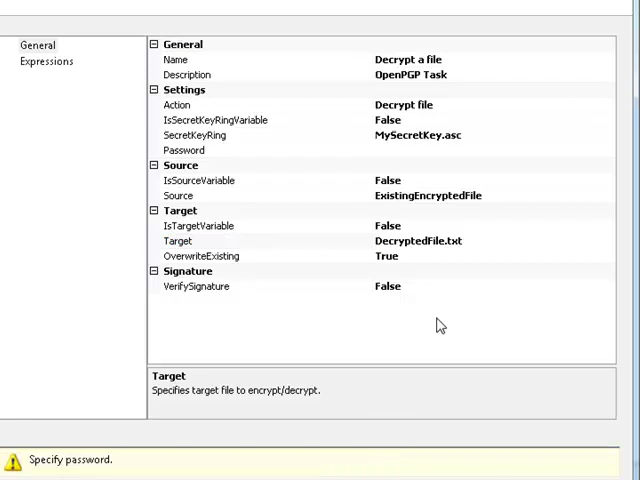 General
Expressions
General
Name Decrypt a file
Description OpenPGP Task
Settings
Action Decrypt file
IsSecretKeyRingVariable False
SecretKeyRing MySecretKey.asc
Password
Source
IsSourceVariable False
Source ExistingEncryptedFile
Target
IsTargetVariable False
Target DecryptedFile.txt
OverwriteExisting True
Signature
VerifySignature False
Target
Specifies target file to encrypt/decrypt.
Specify password.